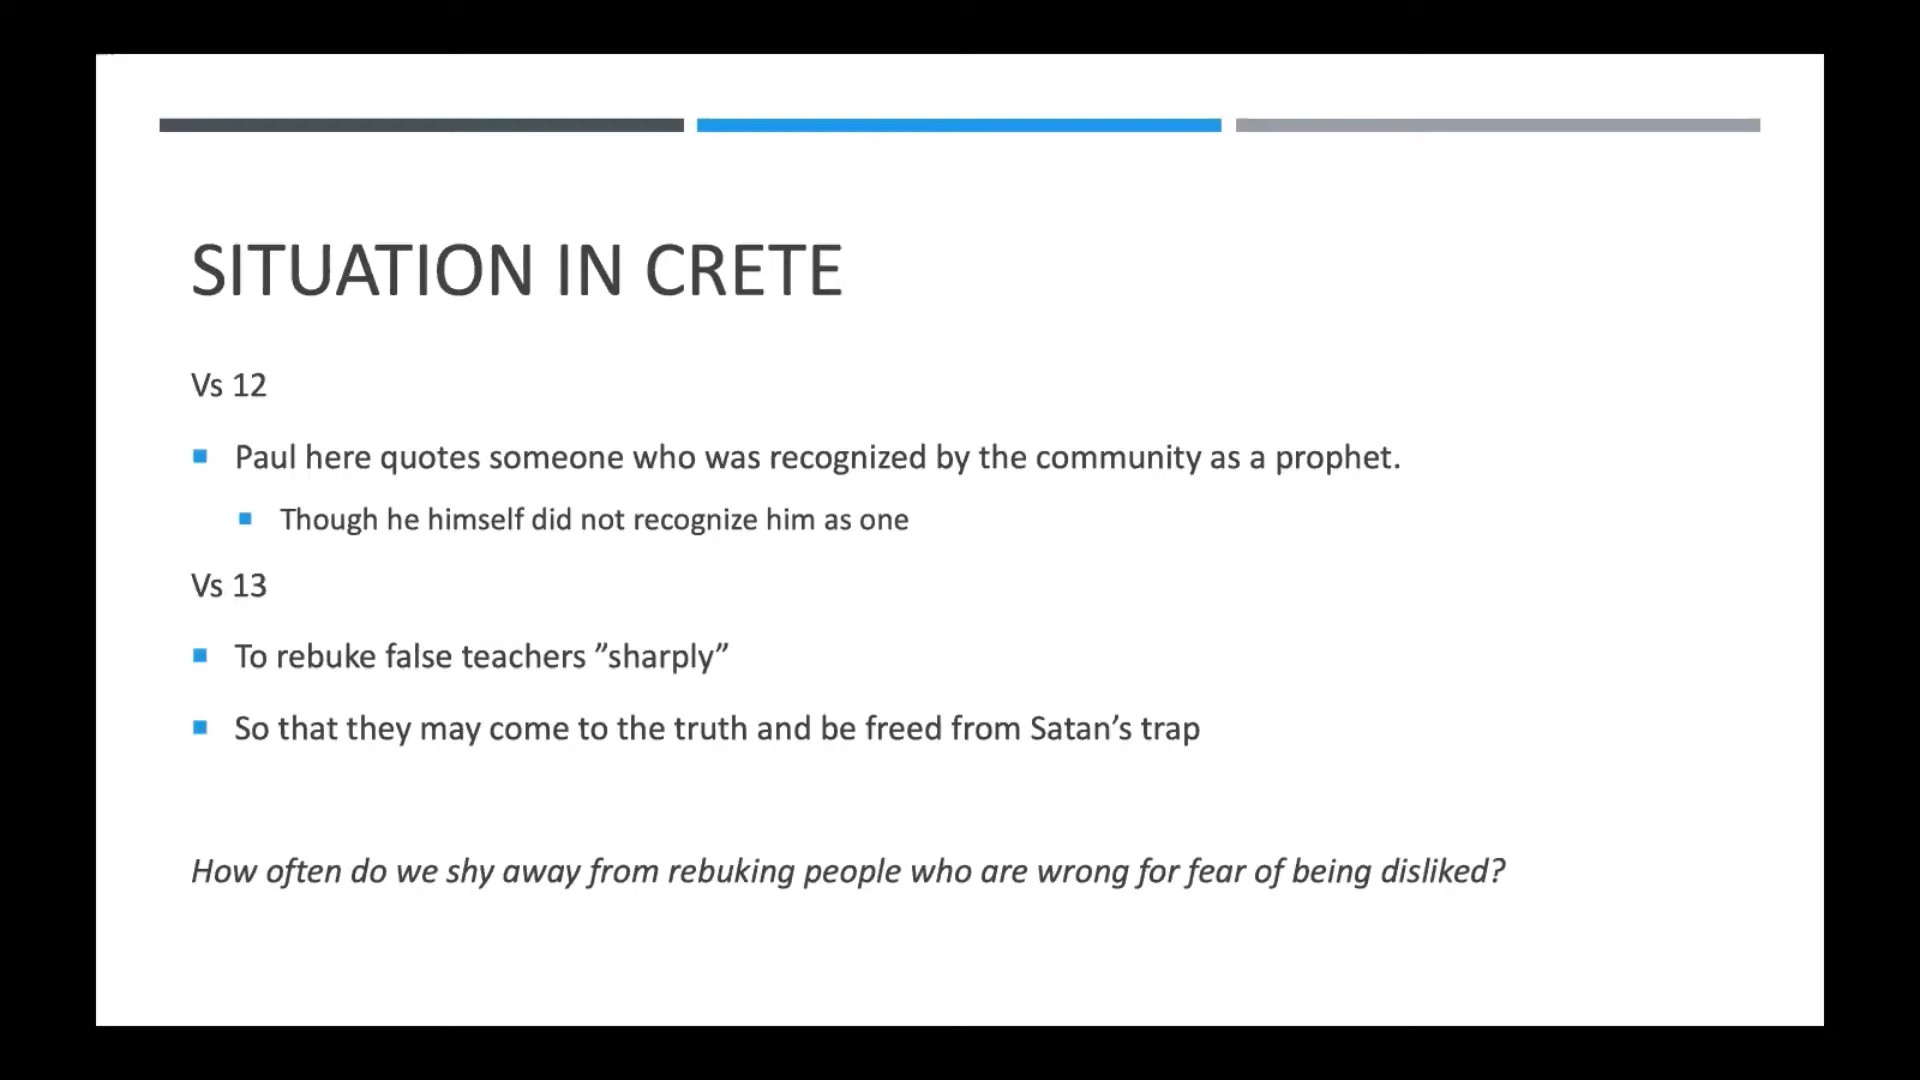 SITUATION IN CRETE
Vs 12
Paul here quotes someone who was recognized by the community as a prophet.
Though he himself did not recognize him as one
Vs 13
To rebuke false teachers ”sharply”
So that they may come to the truth and be freed from Satan’s trap
How often do we shy away from rebuking people who are wrong for fear of being disliked?